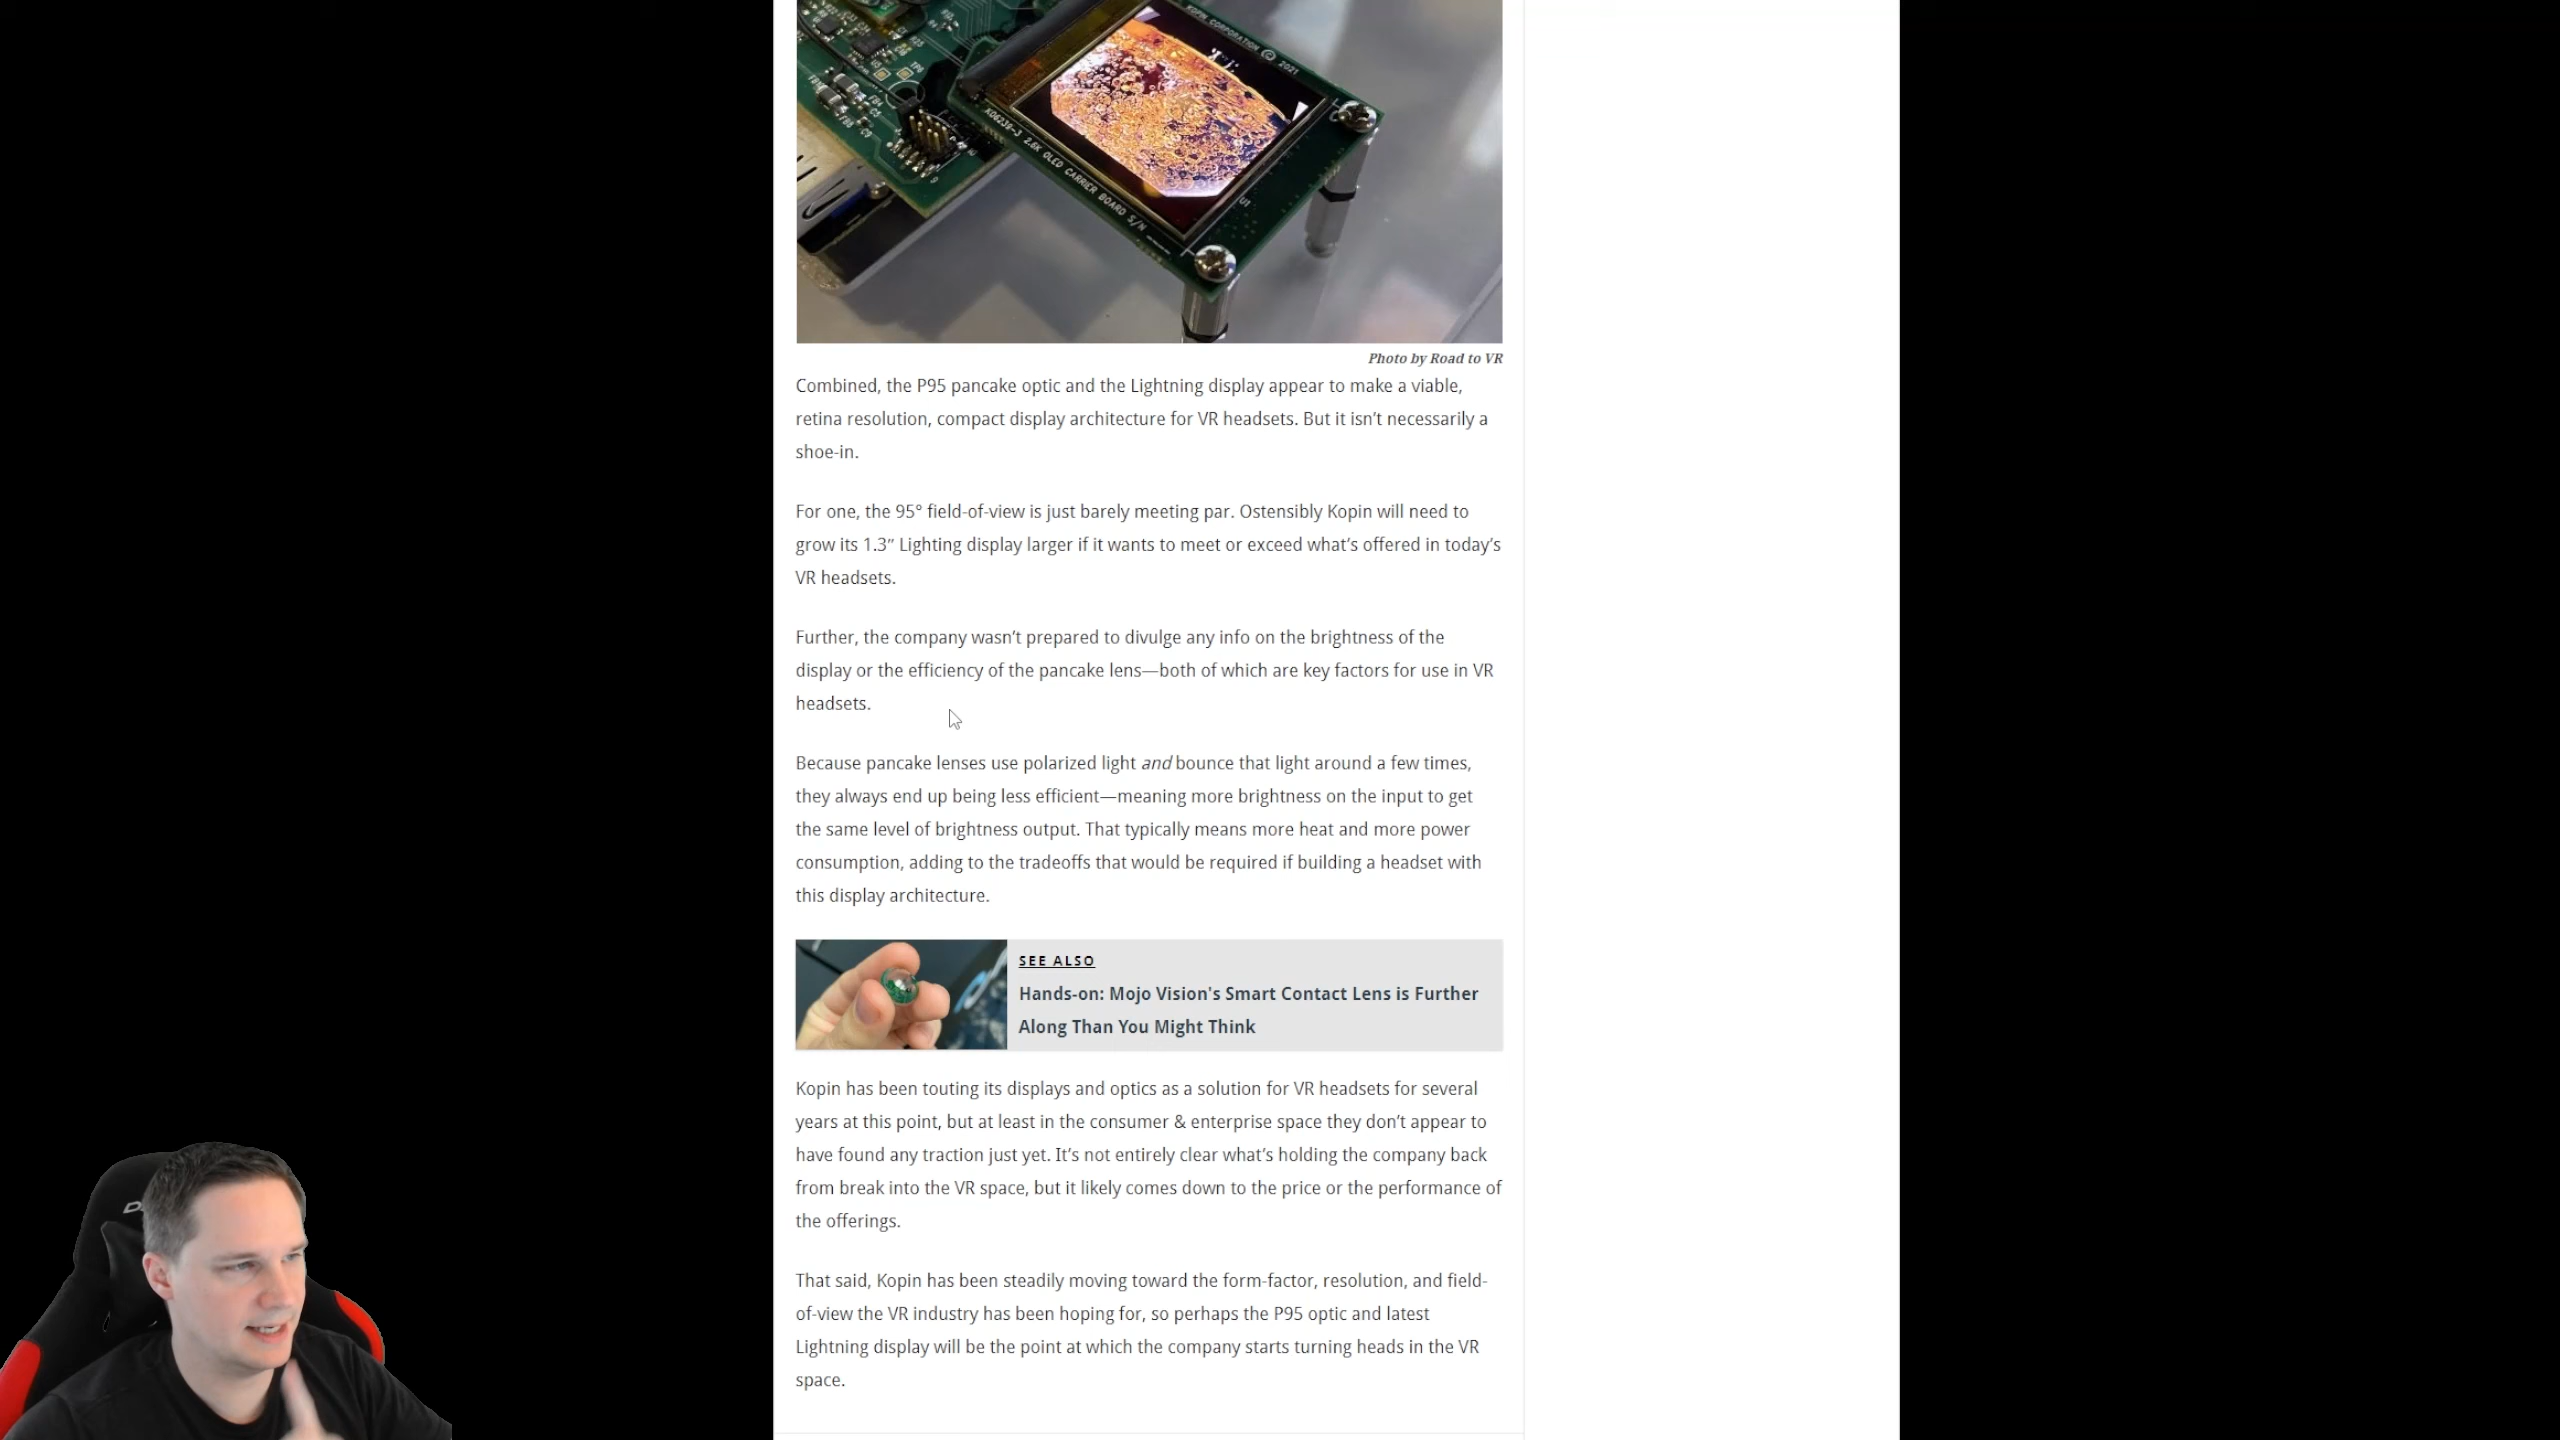 KOPIN CORPORATION © 2021
K06239-3 2.6K OLED CARRIER BOARD S/N
U1
Photo by Road to VR
Combined, the P95 pancake optic and the Lightning display appear to make a viable,
retina resolution, compact display architecture for VR headsets. But it isn’t necessarily a
shoe-in.
For one, the 95° field-of-view is just barely meeting par. Ostensibly Kopin will need to
grow its 1.3″ Lighting display larger if it wants to meet or exceed what’s offered in today’s
VR headsets.
Further, the company wasn’t prepared to divulge any info on the brightness of the
display or the efficiency of the pancake lens—both of which are key factors for use in VR
headsets.
Because pancake lenses use polarized light and bounce that light around a few times,
they always end up being less efficient—meaning more brightness on the input to get
the same level of brightness output. That typically means more heat and more power
consumption, adding to the tradeoffs that would be required if building a headset with
this display architecture.
SEE ALSO
Hands-on: Mojo Vision's Smart Contact Lens is Further
Along Than You Might Think
Kopin has been touting its displays and optics as a solution for VR headsets for several
years at this point, but at least in the consumer & enterprise space they don’t appear to
have found any traction just yet. It’s not entirely clear what’s holding the company back
from break into the VR space, but it likely comes down to the price or the performance of
the offerings.
That said, Kopin has been steadily moving toward the form-factor, resolution, and field-
of-view the VR industry has been hoping for, so perhaps the P95 optic and latest
Lightning display will be the point at which the company starts turning heads in the VR
space.